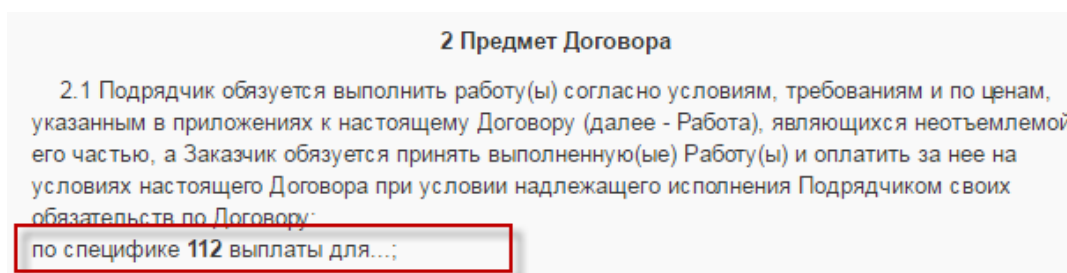 2 Предмет Договора
2.1 Подрядчик обязуется выполнить работу(ы) согласно условиям, требованиям и по ценам,
указанным в приложениях к настоящему Договору (далее - Работа), являющихся неотъемлемой
его частью, а Заказчик обязуется принять выполненную(ые) Работу(ы) и оплатить за нее на
условиях настоящего Договора при условии надлежащего исполнения Подрядчиком своих
обязательств по Договору:
по специфике 112 выплаты для...;